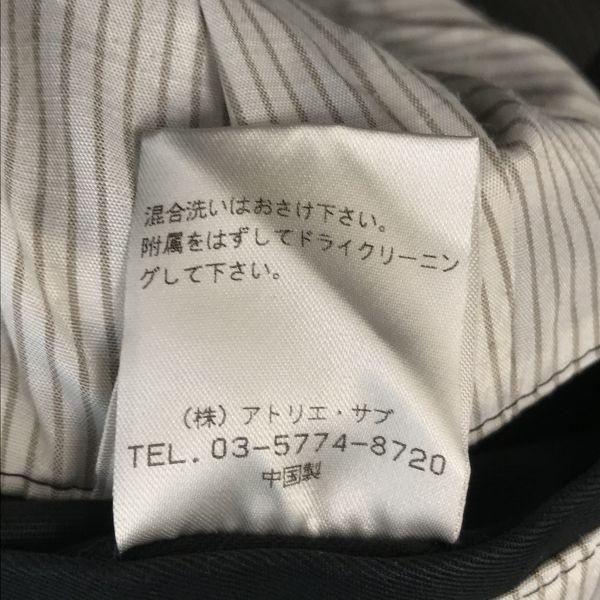 混合洗いはおさけ下さい。
附属をはずしてドライクリーニン
グして下さい。
（株）アトリエ・サブ
TEL. 03-5774-8720
中国製